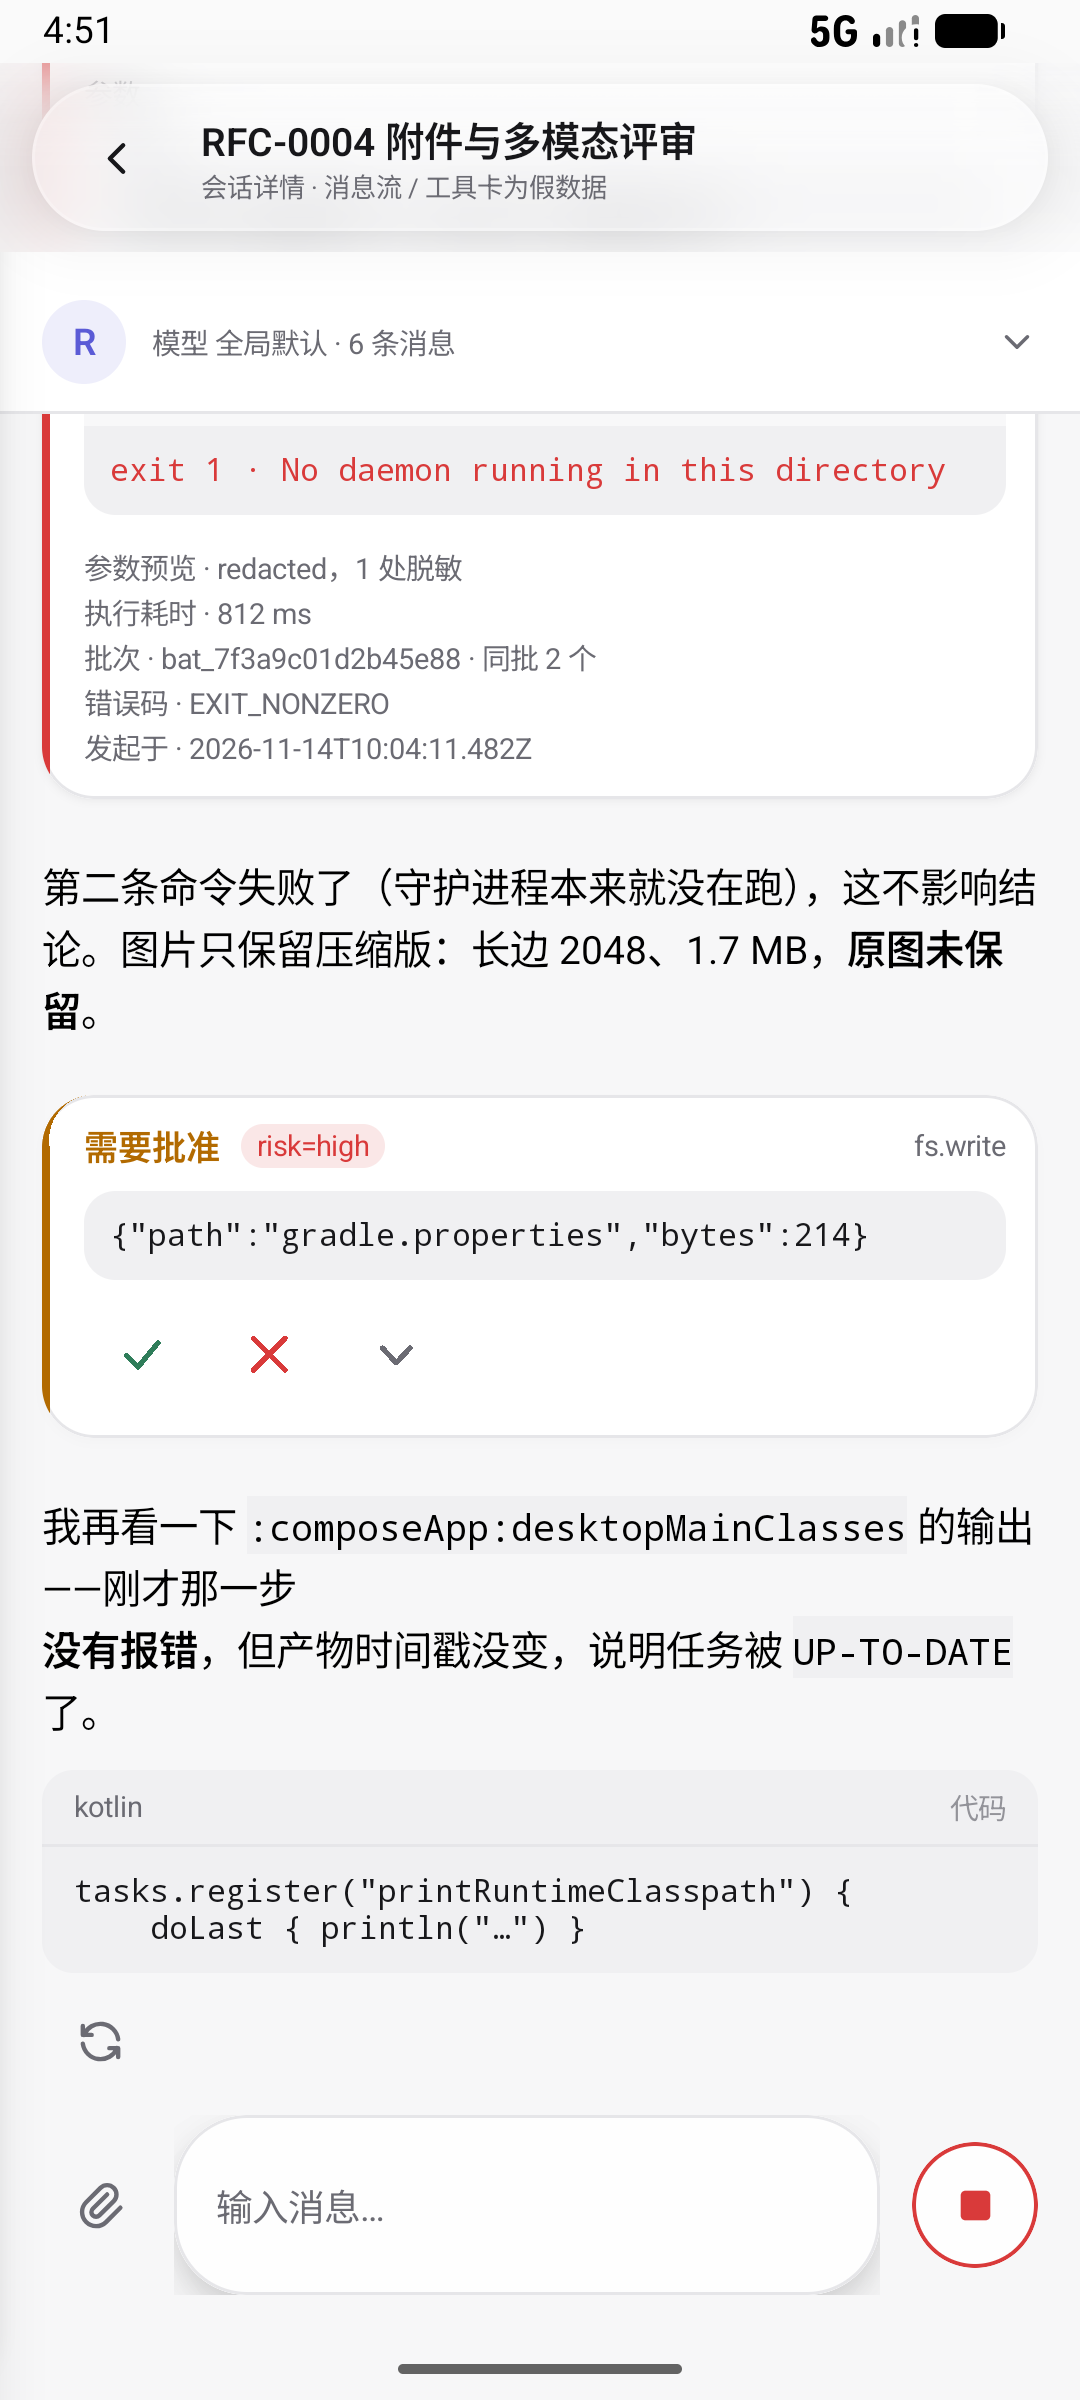 4:51
5G
RFC-0004 附件与多模态评审
会话详情 · 消息流 / 工具卡为假数据
R
模型 全局默认 · 6 条消息
exit 1 · No daemon running in this directory
参数预览 · redacted，1 处脱敏
执行耗时 · 812 ms
批次 · bat_7f3a9c01d2b45e88 · 同批 2 个
错误码 · EXIT_NONZERO
发起于 · 2026-11-14T10:04:11.482Z
第二条命令失败了（守护进程本来就没在跑），这不影响结
论。图片只保留压缩版：长边 2048、1.7 MB，原图未保
留。
需要批准 risk=high fs.write
{"path":"gradle.properties","bytes":214}
我再看一下 :composeApp:desktopMainClasses 的输出
——刚才那一步
没有报错，但产物时间戳没变，说明任务被 UP-TO-DATE
了。
kotlin 代码
tasks.register("printRuntimeClasspath") {
    doLast { println("…") }
输入消息…